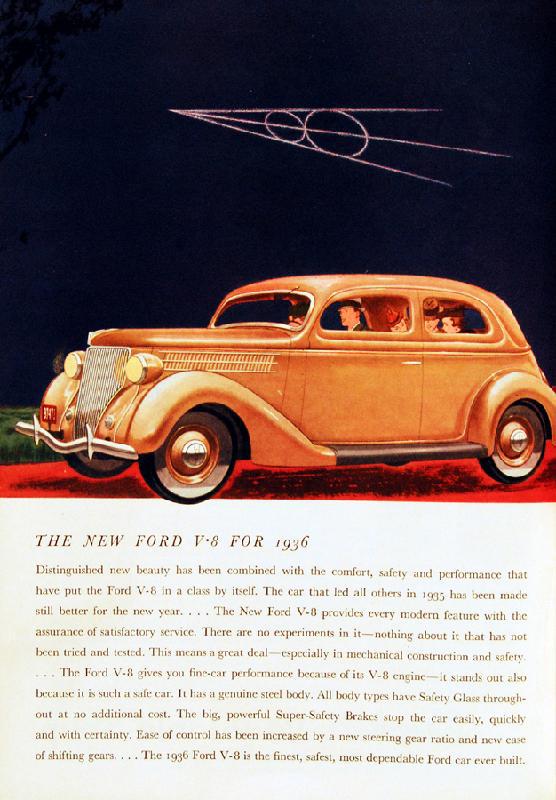 THE NEW FORD V·8 FOR 1936
Distinguished new beauty has been combined with the comfort, safety and performance that
have put the Ford V-8 in a class by itself. The car that led all others in 1935 has been made
still better for the new year. . . . The New Ford V-8 provides every modern feature with the
assurance of satisfactory service. There are no experiments in it—nothing about it that has not
been tried and tested. This means a great deal—especially in mechanical construction and safety.
. . . The Ford V-8 gives you fine-car performance because of its V-8 engine—it stands out also
because it is such a safe car. It has a genuine steel body. All body types have Safety Glass through-
out at no additional cost. The big, powerful Super-Safety Brakes stop the car easily, quickly
and with certainty. Ease of control has been increased by a new steering gear ratio and new ease
of shifting gears. . . . The 1936 Ford V-8 is the finest, safest, most dependable Ford car ever built.